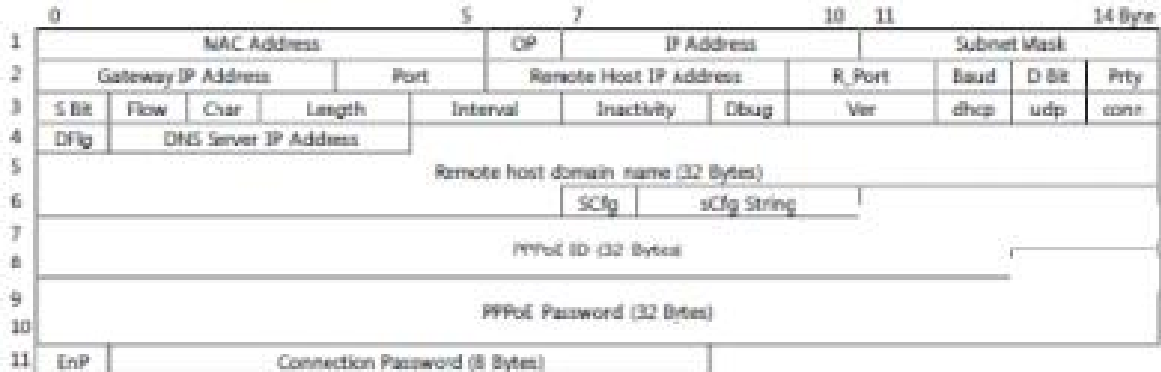 0 5 7 10 11 14 Byte
1 MAC Address OP IP Address Subnet Mask
2 Gateway IP Address Port Remote Host IP Address R_Port Baud D Bit Prty
3 S Bit Flow Char Length Interval Inactivity Dbug Ver dhcp udp conn
4 DFlg DNS Server IP Address
5 Remote host domain name (32 Bytes)
6 SCfg sCfg String
7 PPPoE ID (32 Bytes)
8
9 PPPoE Password (32 Bytes)
10
11 EnP Connection Password (8 Bytes)